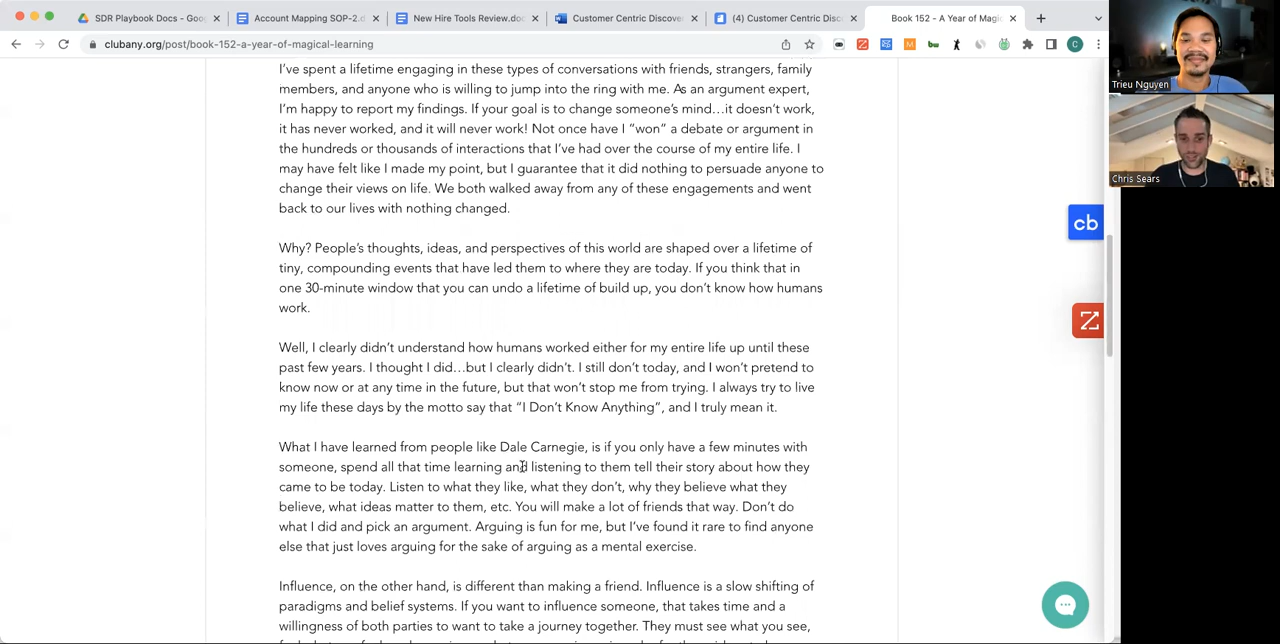 SDR Playbook Docs - Goo
Account Mapping SOP-2.d
New Hire Tools Review.doc
Customer Centric Discove
(4) Customer Centric Disc
Book 152 - A Year of Magi
clubany.org/post/book-152-a-year-of-magical-learning
C
Trieu Nguyen
Chris Sears
cb
I've spent a lifetime engaging in these types of conversations with friends, strangers, family
members, and anyone who is willing to jump into the ring with me. As an argument expert,
I'm happy to report my findings. If your goal is to change someone's mind…it doesn't work,
it has never worked, and it will never work! Not once have I "won" a debate or argument in
the hundreds or thousands of interactions that I've had over the course of my entire life. I
may have felt like I made my point, but I guarantee that it did nothing to persuade anyone to
change their views on life. We both walked away from any of these engagements and went
back to our lives with nothing changed.
Why? People's thoughts, ideas, and perspectives of this world are shaped over a lifetime of
tiny, compounding events that have led them to where they are today. If you think that in
one 30-minute window that you can undo a lifetime of build up, you don't know how humans
work.
Well, I clearly didn't understand how humans worked either for my entire life up until these
past few years. I thought I did…but I clearly didn't. I still don't today, and I won't pretend to
know now or at any time in the future, but that won't stop me from trying. I always try to live
my life these days by the motto say that "I Don't Know Anything", and I truly mean it.
What I have learned from people like Dale Carnegie, is if you only have a few minutes with
someone, spend all that time learning and listening to them tell their story about how they
came to be today. Listen to what they like, what they don't, why they believe what they
believe, what ideas matter to them, etc. You will make a lot of friends that way. Don't do
what I did and pick an argument. Arguing is fun for me, but I've found it rare to find anyone
else that just loves arguing for the sake of arguing as a mental exercise.
Influence, on the other hand, is different than making a friend. Influence is a slow shifting of
paradigms and belief systems. If you want to influence someone, that takes time and a
willingness of both parties to want to take a journey together. They must see what you see,